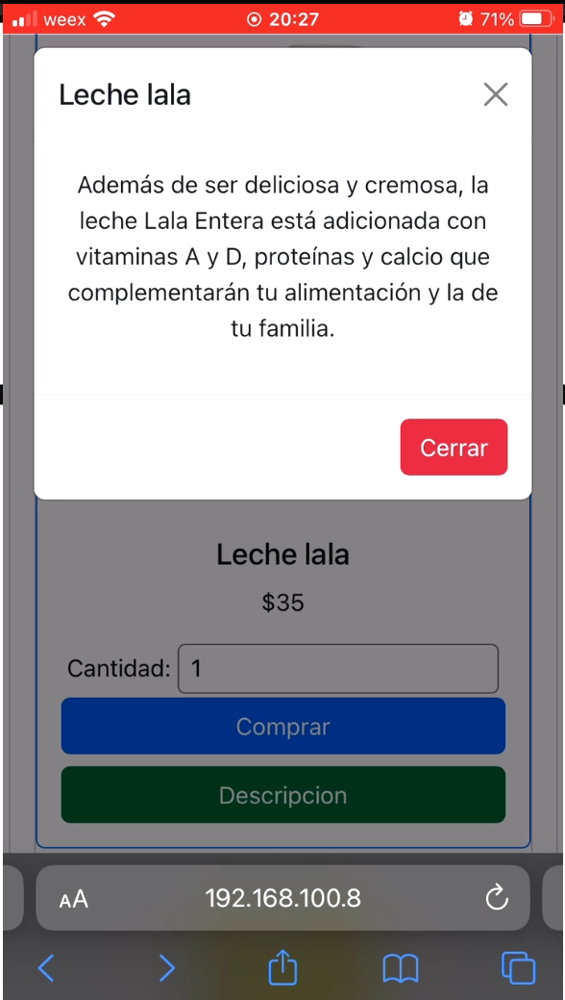 weex 20:27 71%
Leche lala
Además de ser deliciosa y cremosa, la
leche Lala Entera está adicionada con
vitaminas A y D, proteínas y calcio que
complementarán tu alimentación y la de
tu familia.
Cerrar
Leche lala
$35
Cantidad: 1
Comprar
Descripcion
AA 192.168.100.8